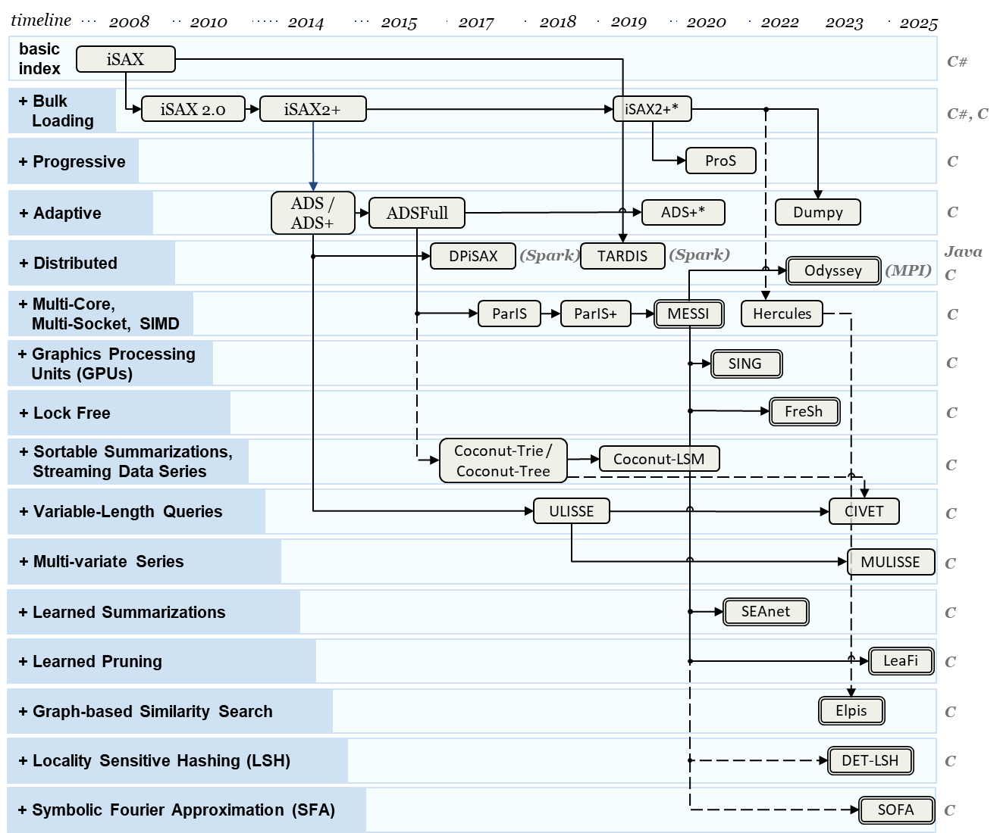 timeline ··· 2008 ·· 2010 ····· 2014 ·· 2015 · 2017 · 2018 · 2019 ·· 2020 · 2022 ·· 2023 · 2025
basic
index
iSAX
C#
+ Bulk
Loading
iSAX 2.0
iSAX2+
iSAX2+*
C#, C
+ Progressive
ProS
C
+ Adaptive
ADS /
ADS+
ADSFull
ADS+*
Dumpy
C
+ Distributed
DPiSAX
(Spark)
TARDIS
(Spark)
Odyssey
(MPI)
Java
C
+ Multi-Core,
Multi-Socket, SIMD
ParIS
ParIS+
MESSI
Hercules
C
+ Graphics Processing
Units (GPUs)
SING
C
+ Lock Free
FreSh
C
+ Sortable Summarizations,
Streaming Data Series
Coconut-Trie/
Coconut-Tree
Coconut-LSM
C
+ Variable-Length Queries
ULISSE
CIVET
C
+ Multi-variate Series
MULISSE
C
+ Learned Summarizations
SEAnet
C
+ Learned Pruning
LeaFi
C
+ Graph-based Similarity Search
Elpis
C
+ Locality Sensitive Hashing (LSH)
DET-LSH
C
+ Symbolic Fourier Approximation (SFA)
SOFA
C